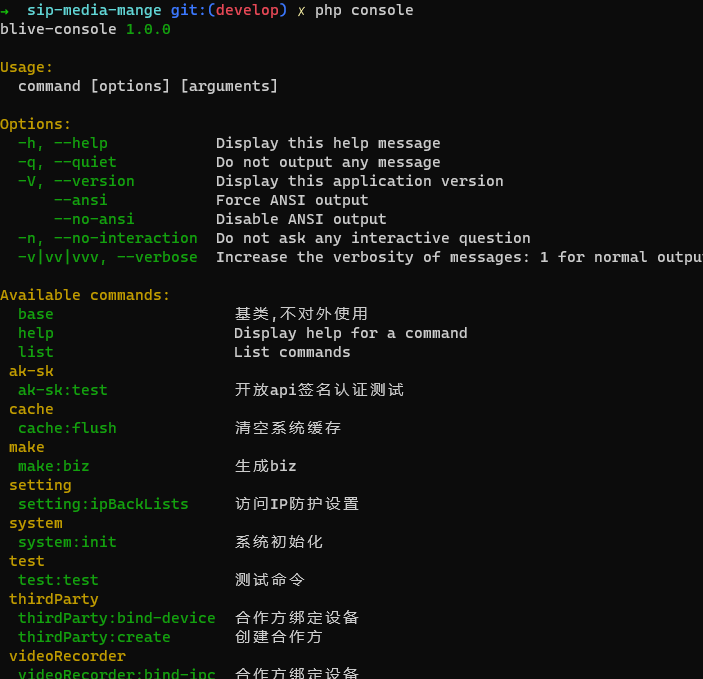 → sip-media-mange git:(develop) ✗ php console
blive-console 1.0.0
Usage:
command [options] [arguments]
Options:
-h, --help Display this help message
-q, --quiet Do not output any message
-V, --version Display this application version
--ansi Force ANSI output
--no-ansi Disable ANSI output
-n, --no-interaction Do not ask any interactive question
-v|vv|vvv, --verbose Increase the verbosity of messages: 1 for normal outpu
Available commands:
base 基类,不对外使用
help Display help for a command
list List commands
ak-sk
ak-sk:test 开放api签名认证测试
cache
cache:flush 清空系统缓存
make
make:biz 生成biz
setting
setting:ipBackLists 访问IP防护设置
system
system:init 系统初始化
test
test:test 测试命令
thirdParty
thirdParty:bind-device 合作方绑定设备
thirdParty:create 创建合作方
videoRecorder
videoRecorder:bind-ipc 合作方绑定设备